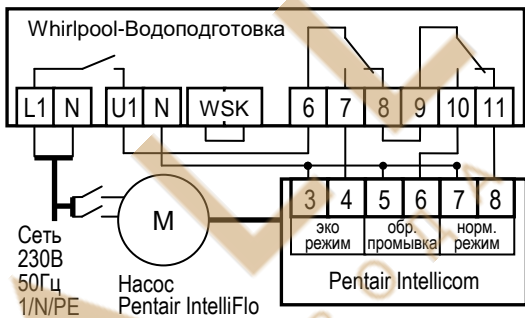 Whirlpool-Водоподготовка
L1 N U1 N WSK 6 7 8 9 10 11
3 4 5 6 7 8
эко режим
обр. промывка
норм. режим
Pentair Intellicom
M
Сеть
230В
50Гц
1/N/PE
Насос
Pentair IntelliFlo
О Д А